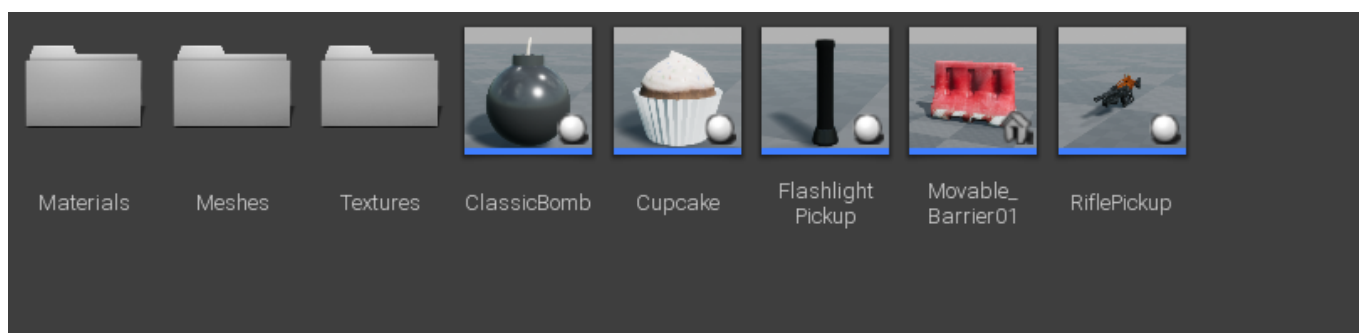 Materials
Meshes
Textures
ClassicBomb
Cupcake
Flashlight
Pickup
Movable_
Barrier01
RiflePickup